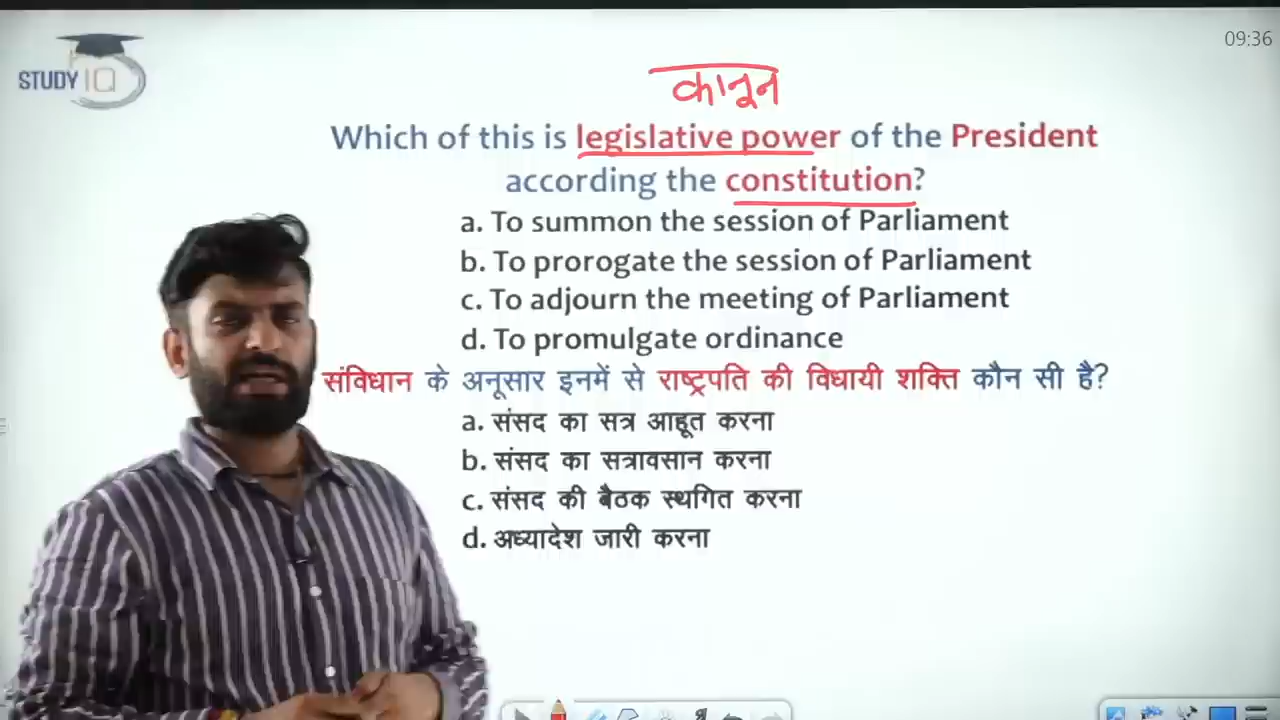 09:36
STUDY IQ
कानून
Which of this is legislative power of the President
according the constitution?
a. To summon the session of Parliament
b. To prorogate the session of Parliament
c. To adjourn the meeting of Parliament
d. To promulgate ordinance
संविधान के अनुसार इनमें से राष्ट्रपति की विधायी शक्ति कौन सी है?
a. संसद का सत्र आहूत करना
b. संसद का सत्रावसान करना
c. संसद की बैठक स्थगित करना
d. अध्यादेश जारी करना